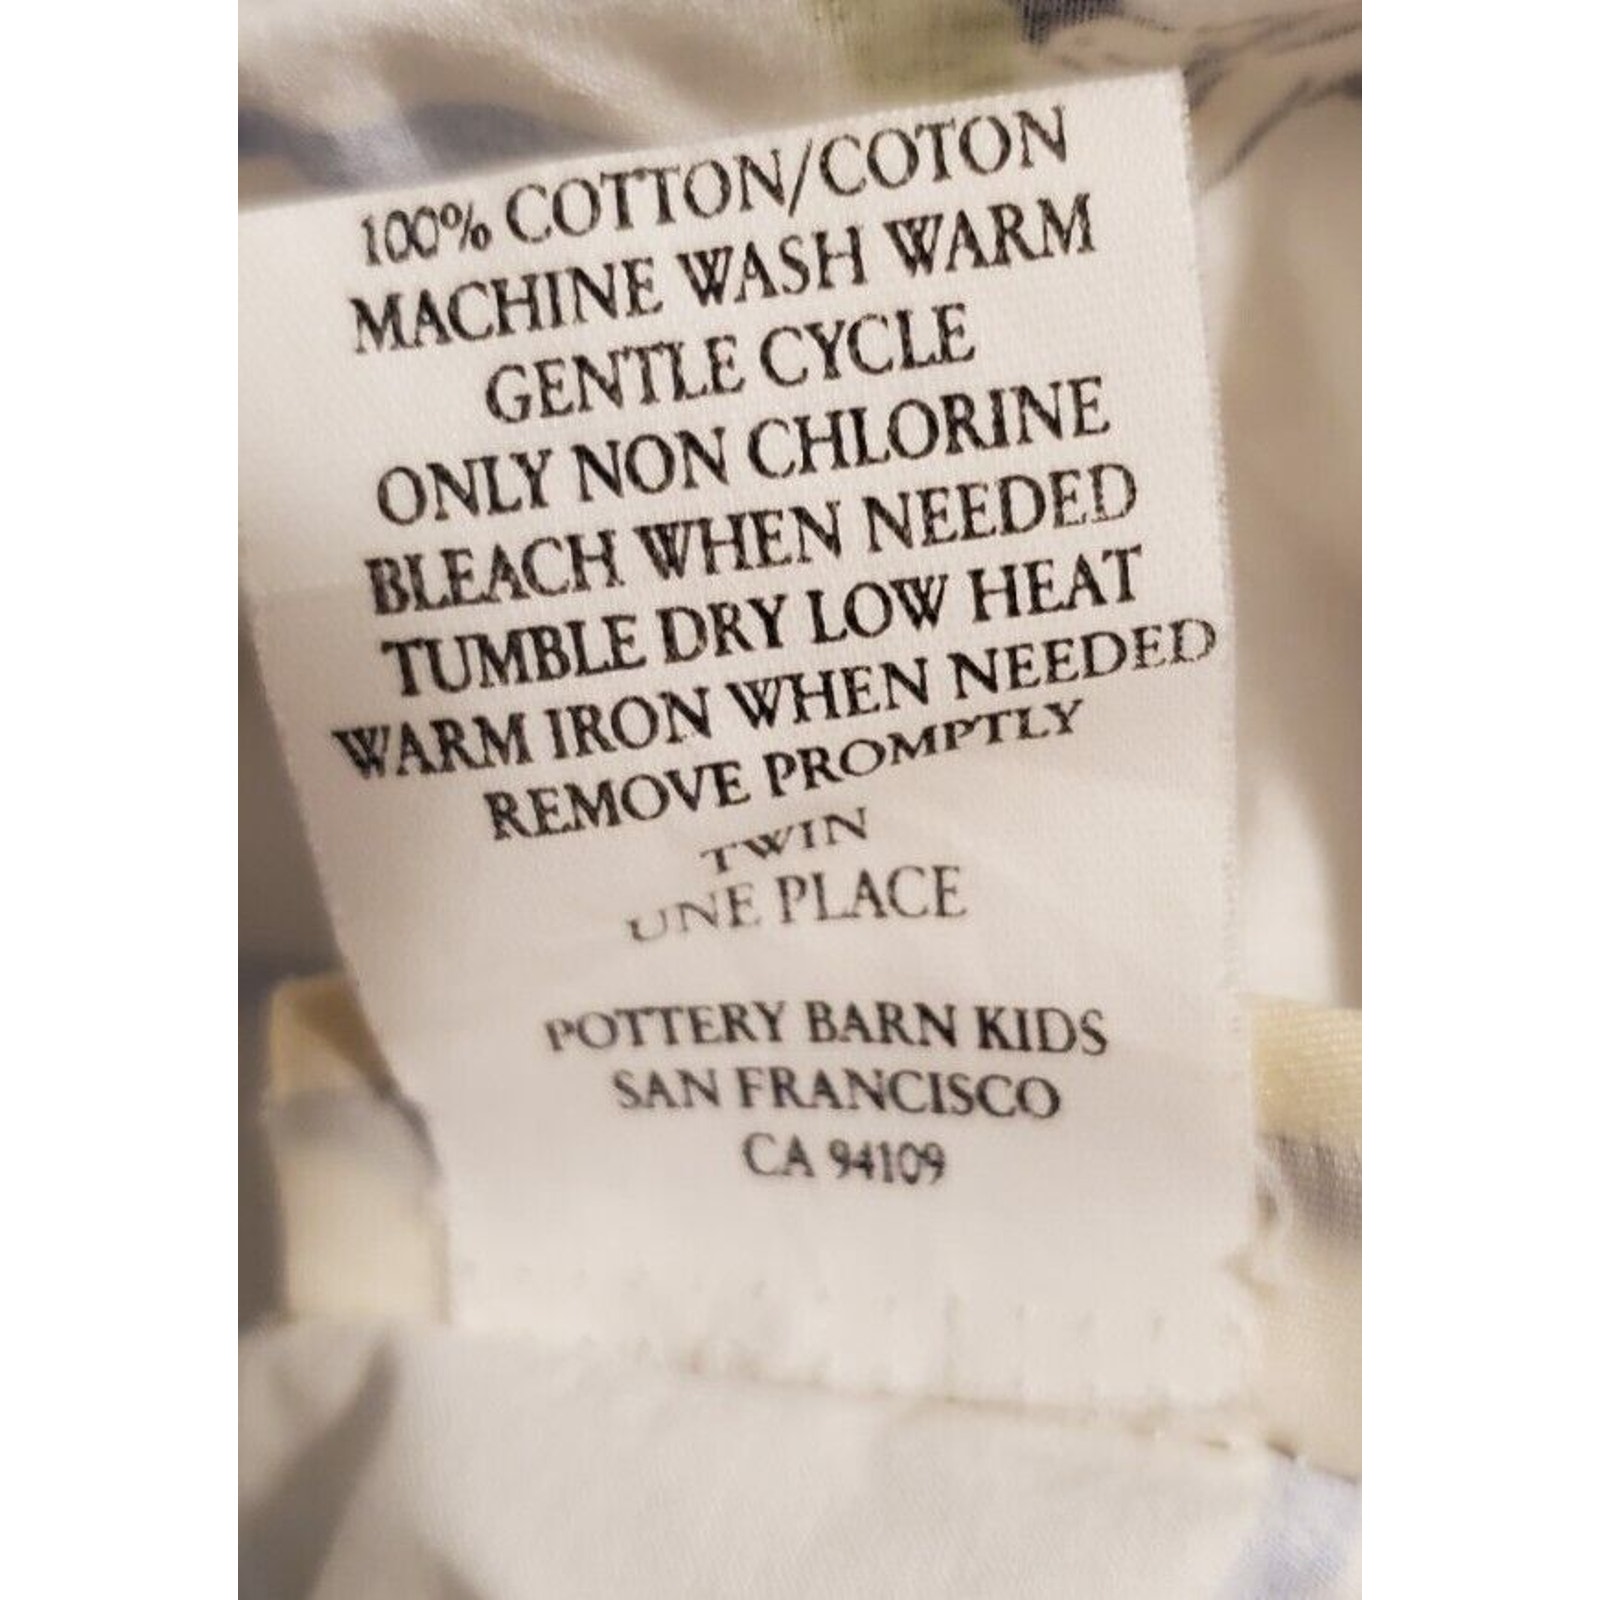 100% COTTON/COTON
MACHINE WASH WARM
GENTLE CYCLE
ONLY NON CHLORINE
BLEACH WHEN NEEDED
TUMBLE DRY LOW HEAT
WARM IRON WHEN NEEDED
REMOVE PROMPTLY
TWIN
UNE PLACE
POTTERY BARN KIDS
SAN FRANCISCO
CA 94109